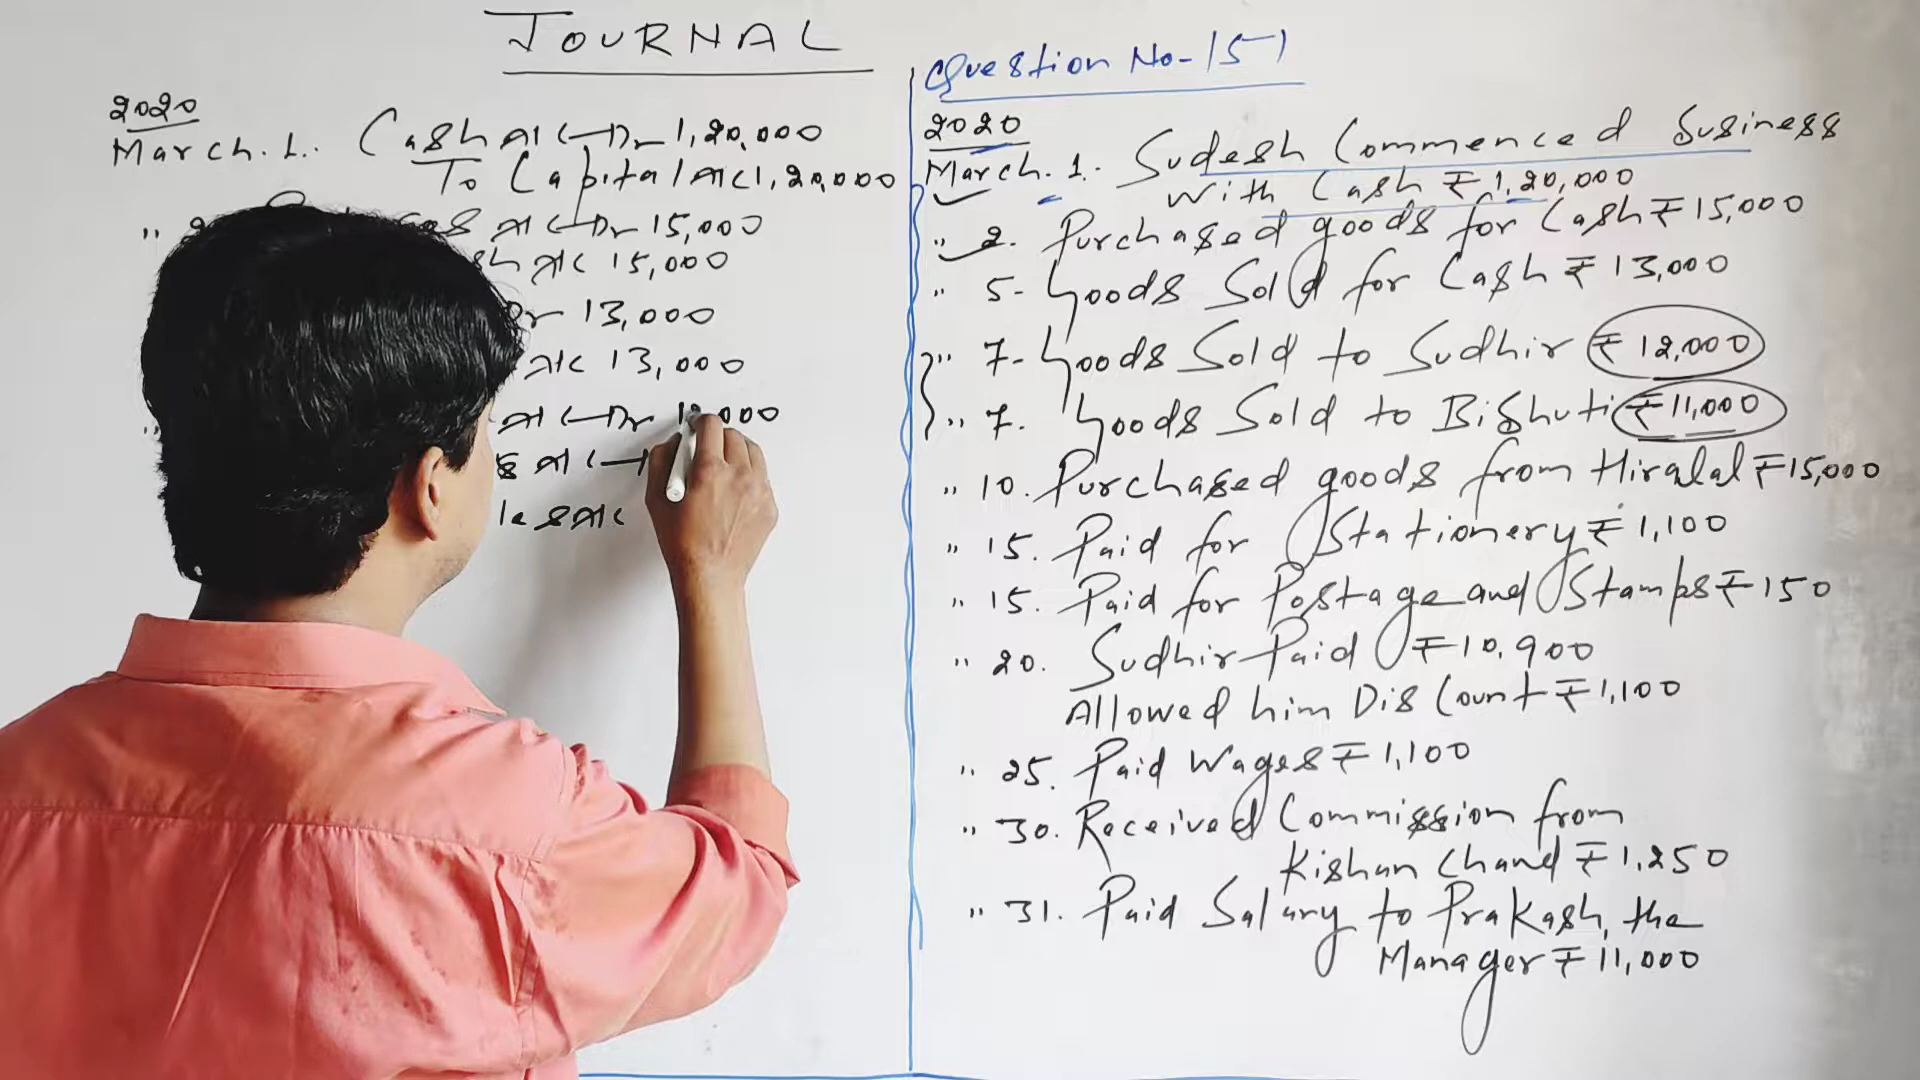 JOURNAL
2020
March. 1. Cash A/c Dr 1,20,000
To Capital A/c 1,20,000
" 2 A/c Dr 15,000
A/c 15,000
Dr 13,000
A/c 13,000
" A/c Dr 12,000
A/c
A/c
Question No-15
2020
March. 1. Sudesh Commenced Business
With Cash ₹ 1,20,000
" 2. Purchased goods for Cash ₹ 15,000
" 5- Goods Sold for Cash ₹ 13,000
" 7- Goods Sold to Sudhir ₹ 12,000
" 7. Goods Sold to Bishuti ₹ 11,000
" 10. Purchased goods from Hiralal ₹ 15,000
" 15. Paid for Stationery ₹ 1,100
" 15. Paid for Postage and Stamps ₹ 150
" 20. Sudhir Paid ₹ 10,900
Allowed him Discount ₹ 1,100
" 25. Paid Wages ₹ 1,100
" 30. Received Commission from
Kishan Chand ₹ 1,250
" 31. Paid Salary to Prakash, the
Manager ₹ 11,000